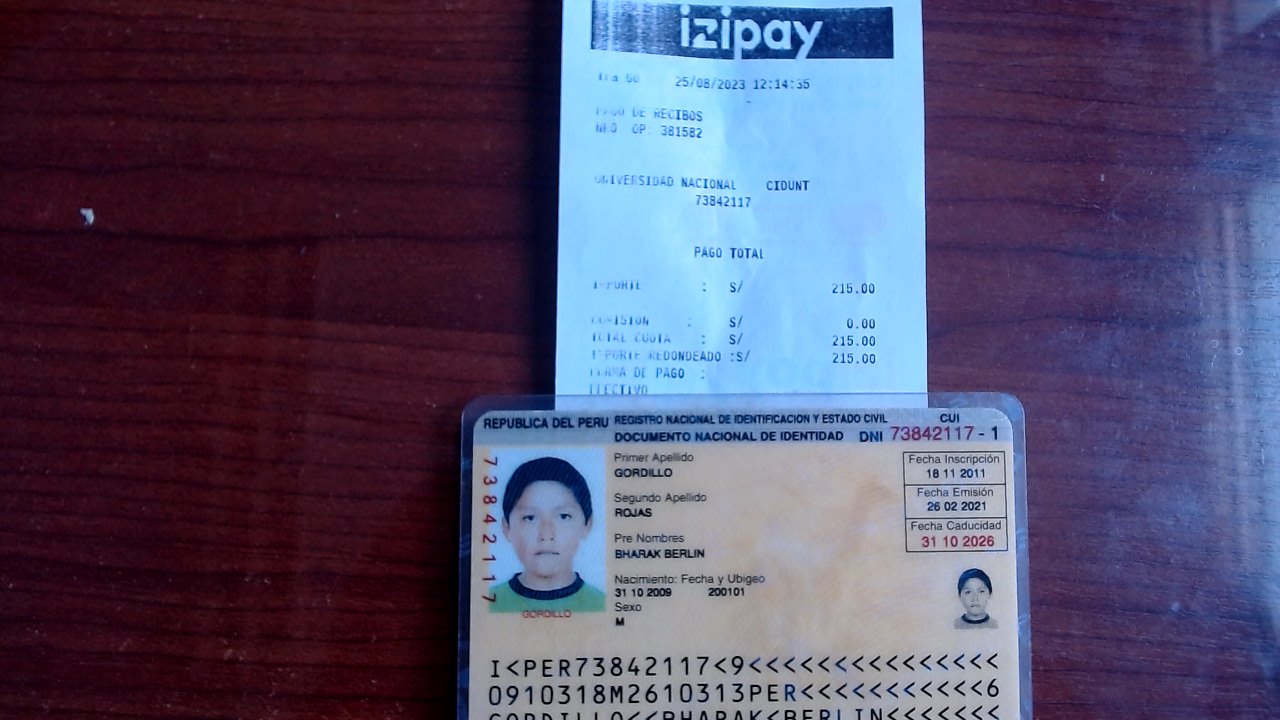 izipay
25/08/2023 12:14:35
DE RECIBOS
NRO OP: 381582
UNIVERSIDAD NACIONAL CIDUNT
73842117
PAGO TOTAL
: S/ 215.00
COMISION : S/ 0.00
TOTAL CUOTA : S/ 215.00
REDONDEADO :S/ 215.00
FORMA DE PAGO :
EFECTIVO
REPUBLICA DEL PERU REGISTRO NACIONAL DE IDENTIFICACION Y ESTADO CIVIL CUI
DOCUMENTO NACIONAL DE IDENTIDAD DNI 73842117 - 1
73842117
Primer Apellido
GORDILLO
Segundo Apellido
ROJAS
Pre Nombres
BHARAK BERLIN
Nacimiento: Fecha y Ubigeo
31 10 2009 200101
Sexo
M
GORDILLO
Fecha Inscripción
18 11 2011
Fecha Emisión
26 02 2021
Fecha Caducidad
31 10 2026
I<PER73842117<9<<<<<<<<<<<<<<<
0910318M2610313PER<<<<<<<<<<<6
GORDILLO<<BHARAK<BERLIN<<<<<<<